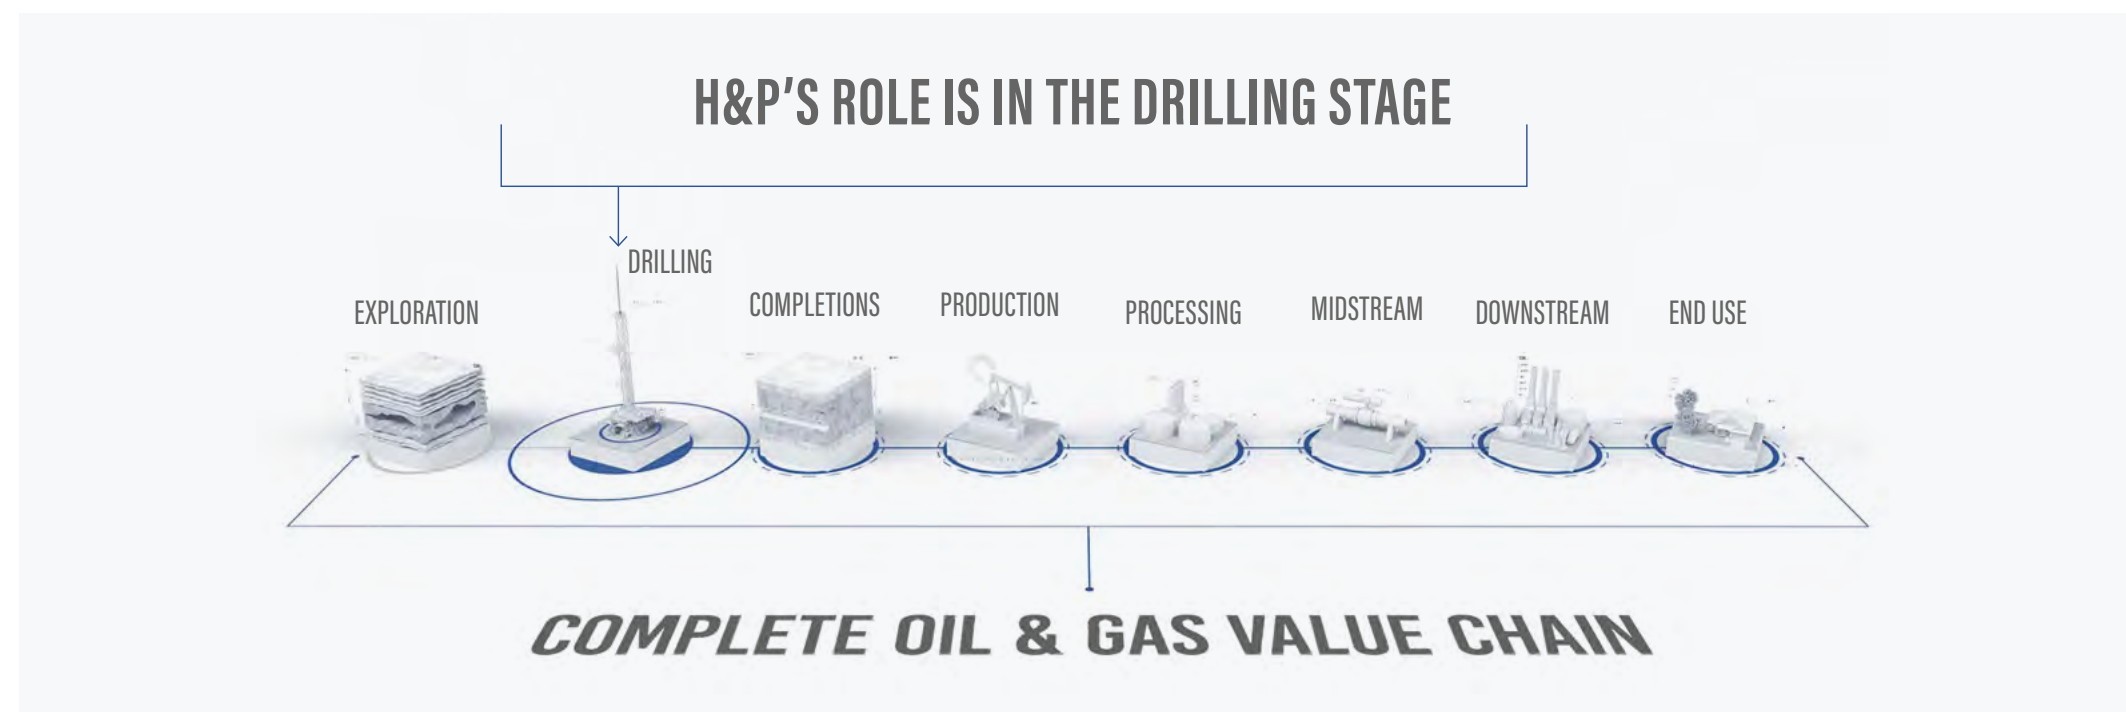 H&P'S ROLE IS IN THE DRILLING STAGE
DRILLING
EXPLORATION
COMPLETIONS
PRODUCTION
PROCESSING
MIDSTREAM
DOWNSTREAM
END USE
COMPLETE OIL & GAS VALUE CHAIN